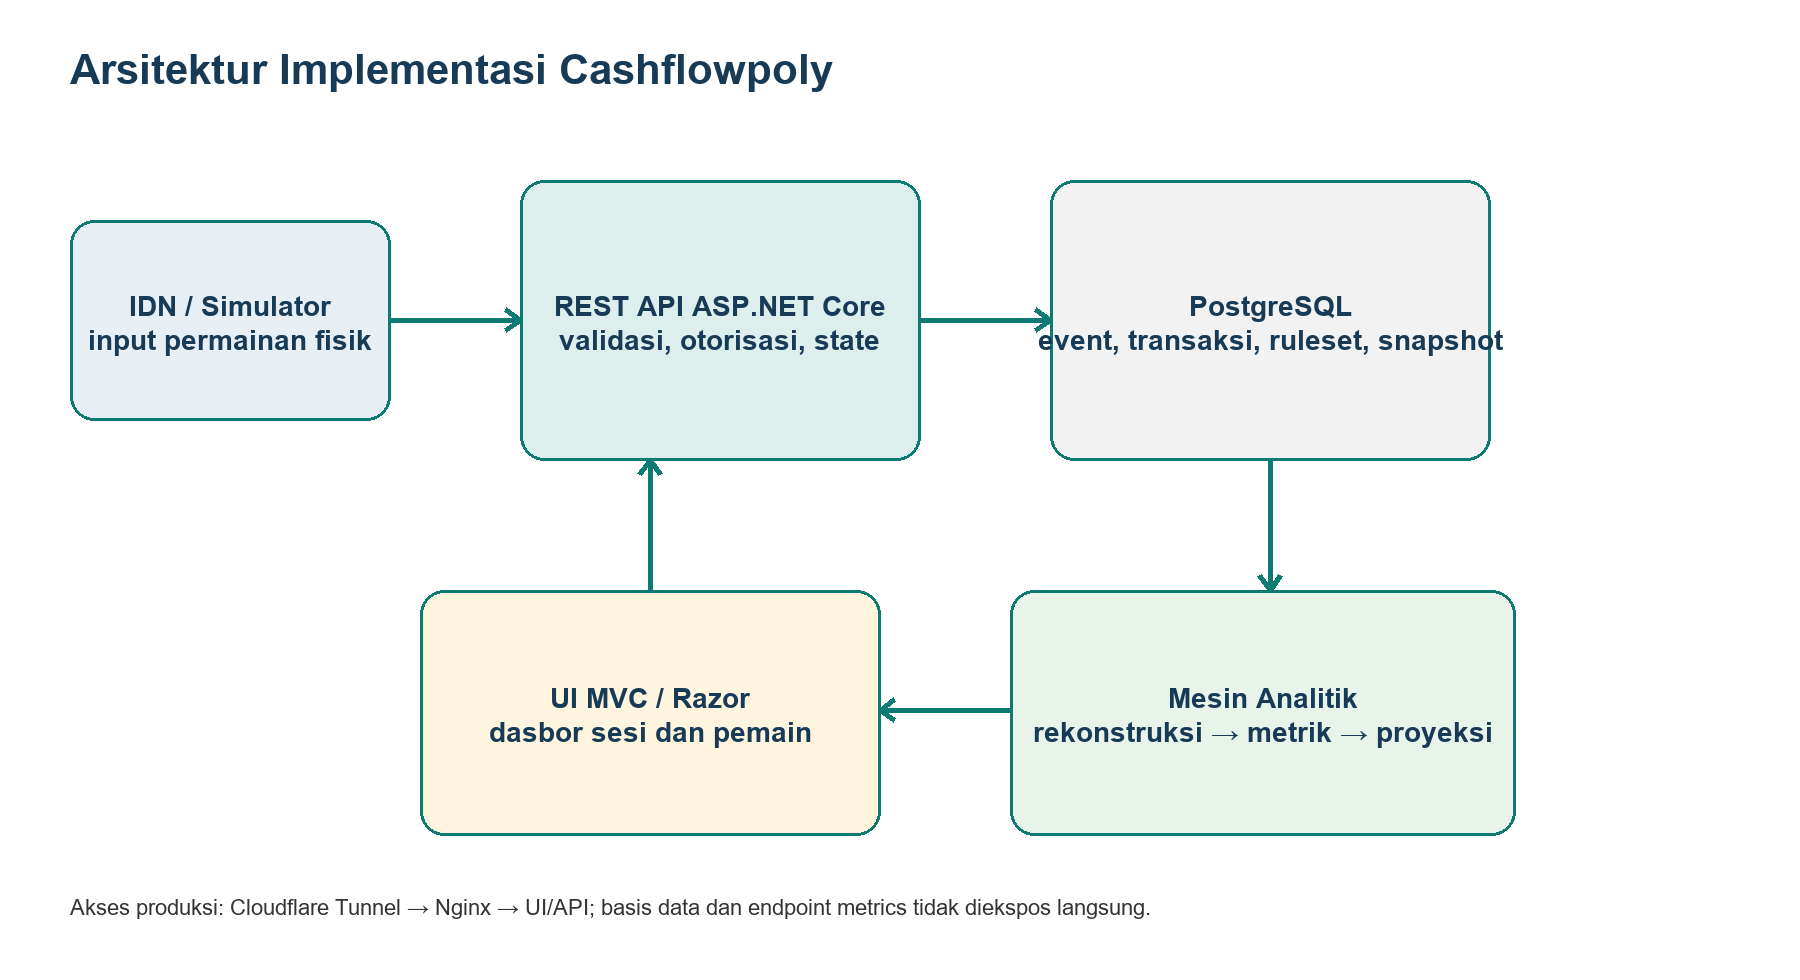 Arsitektur Implementasi Cashflowpoly
IDN / Simulator
input permainan fisik
REST API ASP.NET Core
validasi, otorisasi, state
PostgreSQL
event, transaksi, ruleset, snapshot
UI MVC / Razor
dasbor sesi dan pemain
Mesin Analitik
rekonstruksi → metrik → proyeksi
Akses produksi: Cloudflare Tunnel → Nginx → UI/API; basis data dan endpoint metrics tidak diekspos langsung.